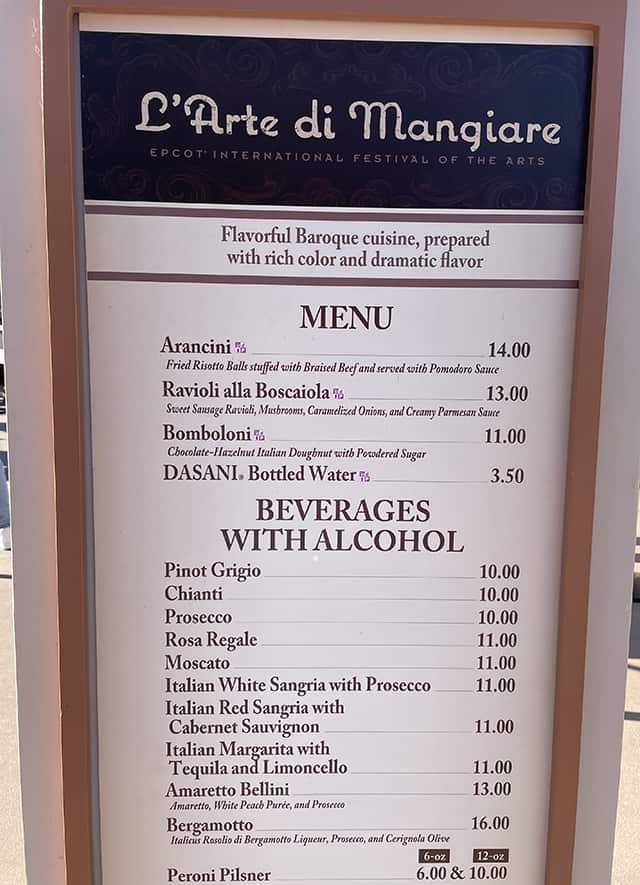 L'Arte di Mangiare
EPCOT® INTERNATIONAL FESTIVAL OF THE ARTS
Flavorful Baroque cuisine, prepared
with rich color and dramatic flavor
MENU
Arancini 14.00
Fried Risotto Balls stuffed with Braised Beef and served with Pomodoro Sauce
Ravioli alla Boscaiola 13.00
Sweet Sausage Ravioli, Mushrooms, Caramelized Onions, and Creamy Parmesan Sauce
Bomboloni 11.00
Chocolate-Hazelnut Italian Doughnut with Powdered Sugar
DASANI® Bottled Water 3.50
BEVERAGES
WITH ALCOHOL
Pinot Grigio 10.00
Chianti 10.00
Prosecco 10.00
Rosa Regale 11.00
Moscato 11.00
Italian White Sangria with Prosecco 11.00
Italian Red Sangria with
Cabernet Sauvignon 11.00
Italian Margarita with
Tequila and Limoncello 11.00
Amaretto Bellini 13.00
Amaretto, White Peach Purée, and Prosecco
Bergamotto 16.00
Italicus Rosolio di Bergamotto Liqueur, Prosecco, and Cerignola Olive
6-oz 12-oz
Peroni Pilsner 6.00 & 10.00